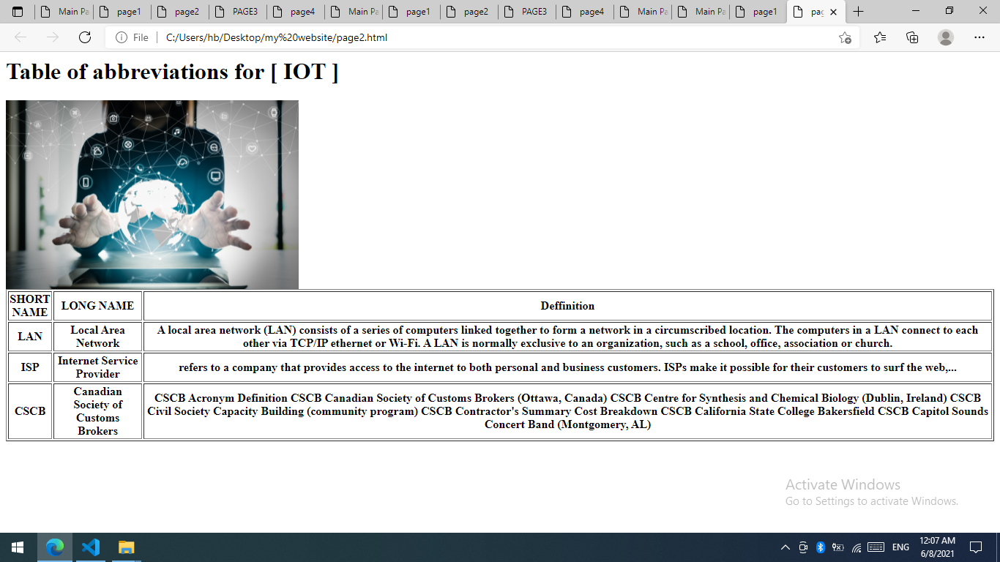 Main Pa page1 page2 PAGE3 page4 Main Pa page1 page2 PAGE3 page4 Main Pa Main Pa page1 pag
File C:/Users/hb/Desktop/my%20website/page2.html
Table of abbreviations for [ IOT ]
SHORT NAME LONG NAME Deffinition
LAN
Local Area
Network
A local area network (LAN) consists of a series of computers linked together to form a network in a circumscribed location. The computers in a LAN connect to each
other via TCP/IP ethernet or Wi-Fi. A LAN is normally exclusive to an organization, such as a school, office, association or church.
ISP
Internet Service
Provider
refers to a company that provides access to the internet to both personal and business customers. ISPs make it possible for their customers to surf the web,...
CSCB
Canadian
Society of
Customs
Brokers
CSCB Acronym Definition CSCB Canadian Society of Customs Brokers (Ottawa, Canada) CSCB Centre for Synthesis and Chemical Biology (Dublin, Ireland) CSCB
Civil Society Capacity Building (community program) CSCB Contractor's Summary Cost Breakdown CSCB California State College Bakersfield CSCB Capitol Sounds
Concert Band (Montgomery, AL)
Activate Windows
Go to Settings to activate Windows.
ENG
12:07 AM
6/8/2021